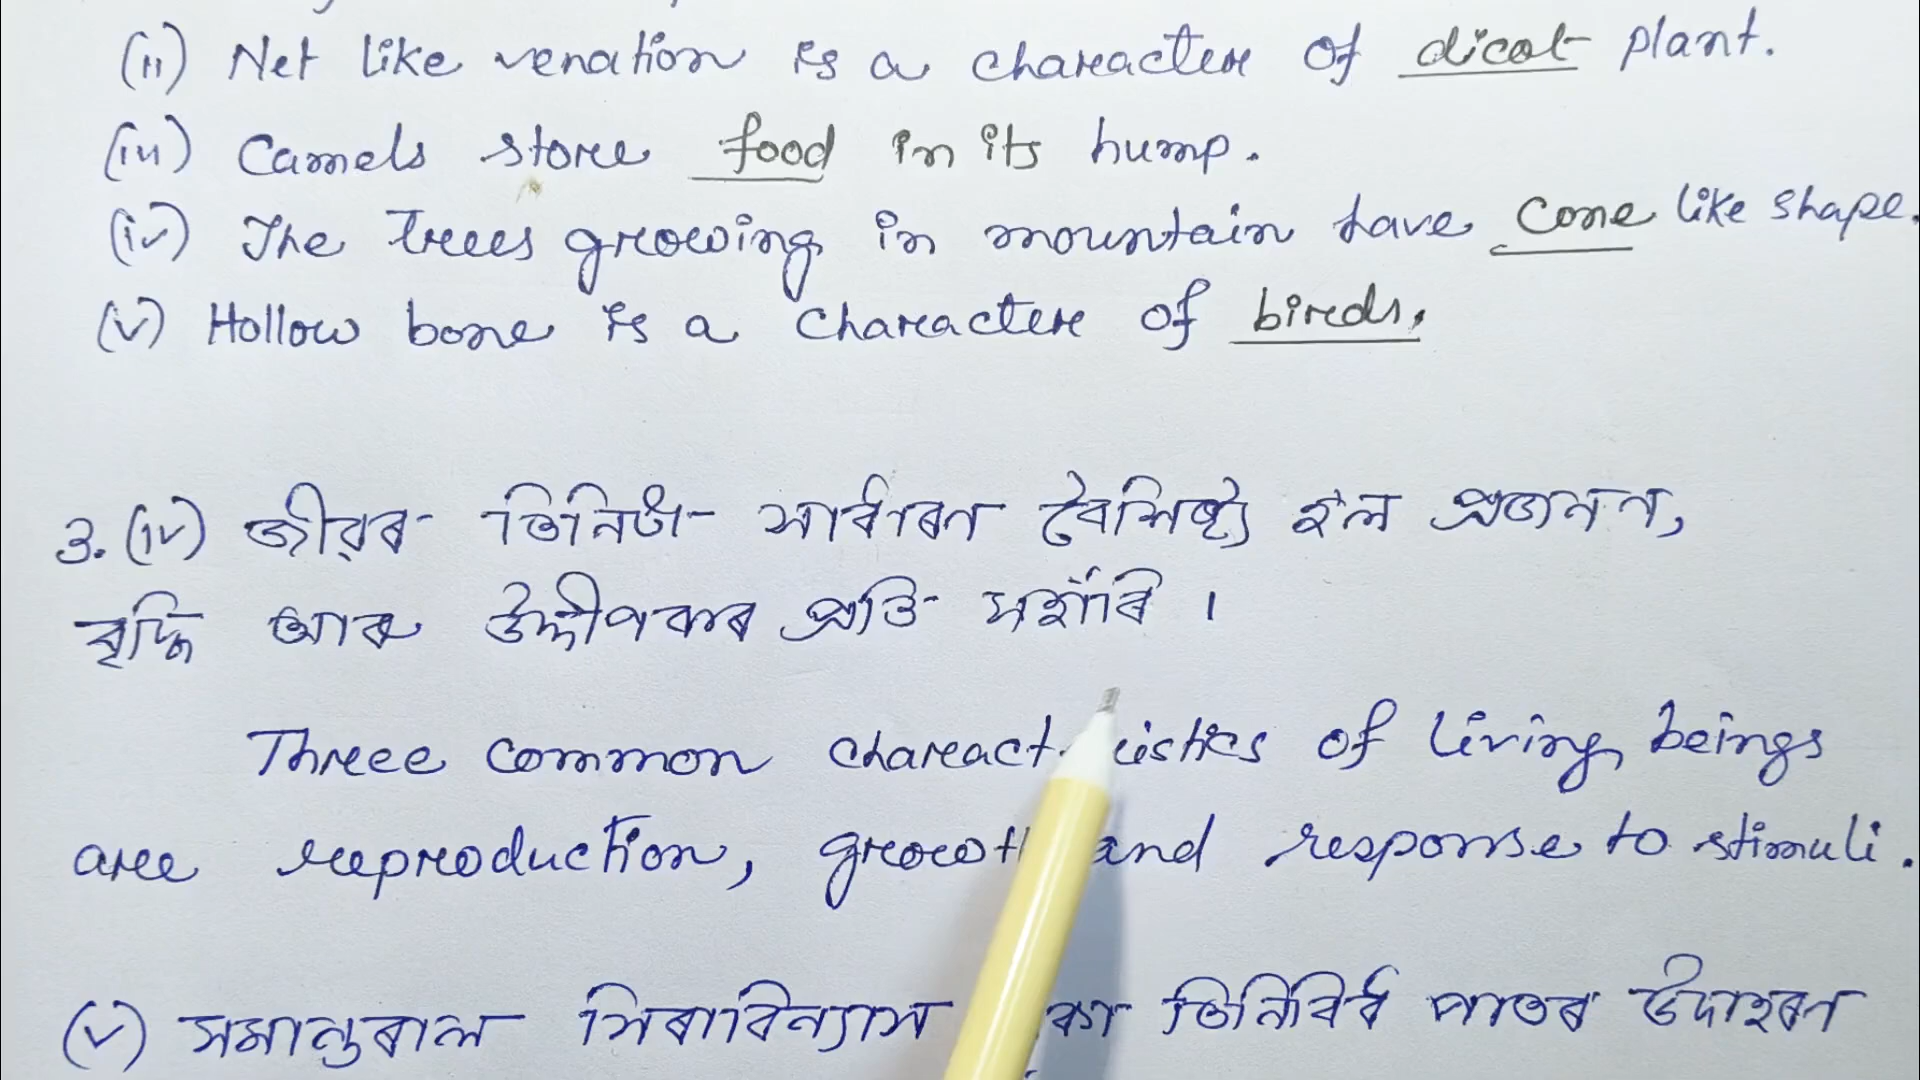 (ii) Net like venation is a character of dicot plant.
(iii) Camels store food in its hump.
(iv) The trees growing in mountain have cone like shape.
(v) Hollow bone is a character of birds.
3. (iv) জীৱৰ তিনিটা সাধাৰণ বৈশিষ্ট্য হল প্ৰজনন,
বৃদ্ধি আৰু উদ্দীপকৰ প্ৰতি সহাঁৰি ।
Three common characteristics of living beings
are reproduction, growth and response to stimuli.
(v) সমান্তৰাল শিৰাবিন্যাস থকা তিনিবিধ পাতৰ উদাহৰণ